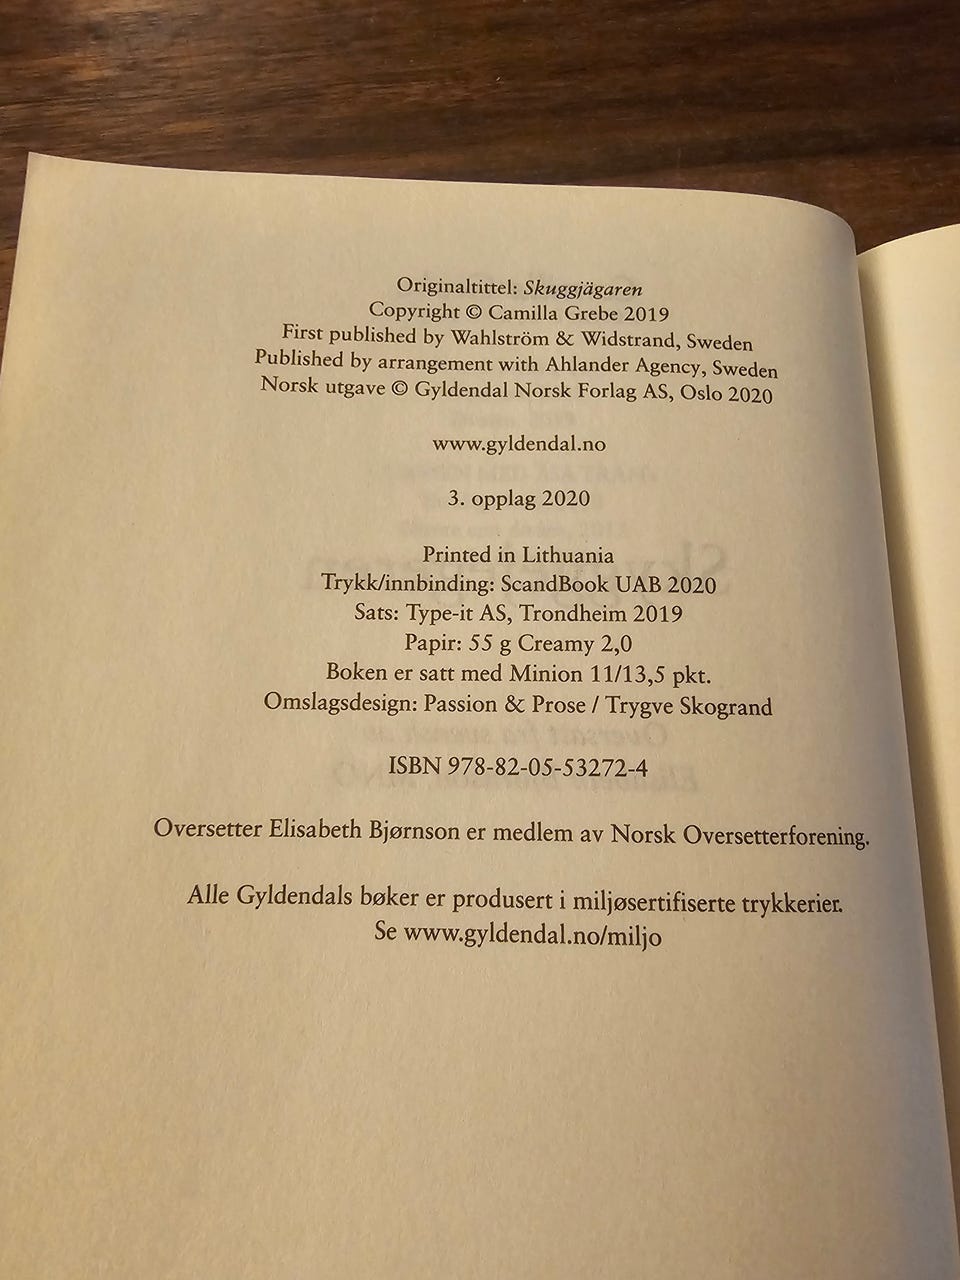 Originaltittel: Skuggjägaren
Copyright © Camilla Grebe 2019
First published by Wahlström & Widstrand, Sweden
Published by arrangement with Ahlander Agency, Sweden
Norsk utgave © Gyldendal Norsk Forlag AS, Oslo 2020
www.gyldendal.no
3. opplag 2020
Printed in Lithuania
Trykk/innbinding: ScandBook UAB 2020
Sats: Type-it AS, Trondheim 2019
Papir: 55 g Creamy 2,0
Boken er satt med Minion 11/13,5 pkt.
Omslagsdesign: Passion & Prose / Trygve Skogrand
ISBN 978-82-05-53272-4
Oversetter Elisabeth Bjørnson er medlem av Norsk Oversetterforening.
Alle Gyldendals bøker er produsert i miljøsertifiserte trykkerier.
Se www.gyldendal.no/miljo